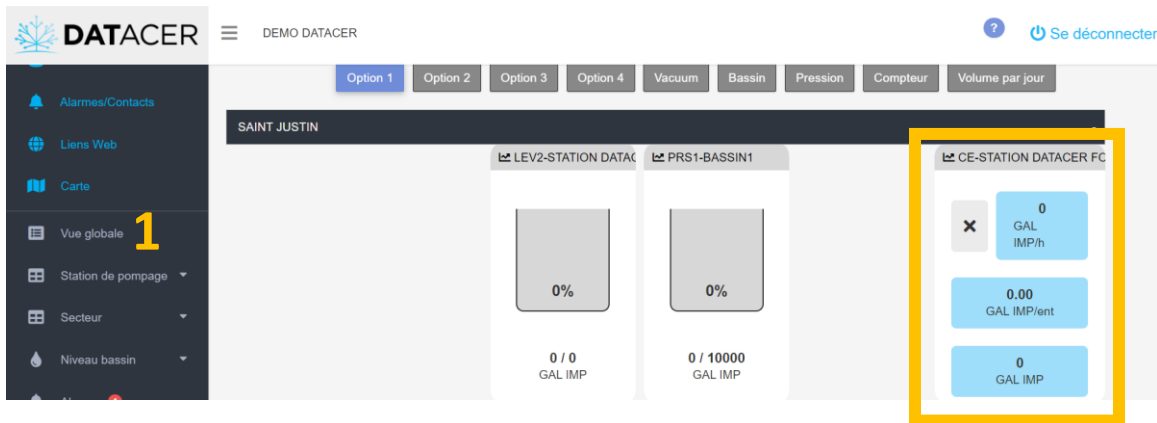 DATACER
DEMO DATACER
?
Se déconnecter
Option 1
Option 2
Option 3
Option 4
Vacuum
Bassin
Pression
Compteur
Volume par jour
Alarmes/Contacts
Liens Web
Carte
Vue globale
1
Station de pompage
Secteur
Niveau bassin
SAINT JUSTIN
LEV2-STATION DATAC
0%
0 / 0
GAL IMP
PRS1-BASSIN1
0%
0 / 10000
GAL IMP
CE-STATION DATACER FC
0
GAL
IMP/h
0.00
GAL IMP/ent
0
GAL IMP